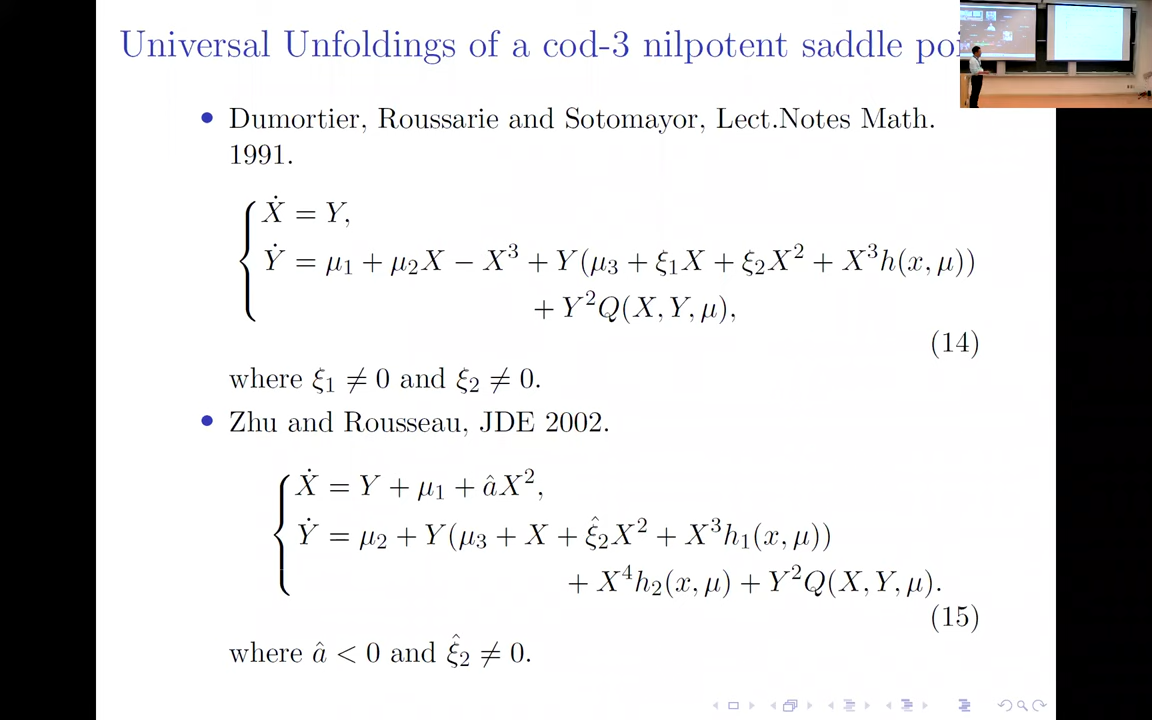 Universal Unfoldings of a cod-3 nilpotent saddle
• Dumortier, Roussarie and Sotomayor, Lect.Notes Math.
1991.
Ẋ = Y,
Ẏ = μ₁ + μ₂X − X³ + Y(μ₃ + ξ₁X + ξ₂X² + X³h(x, μ))
+ Y²Q(X, Y, μ),
(14)
where ξ₁ ≠ 0 and ξ₂ ≠ 0.
• Zhu and Rousseau, JDE 2002.
Ẋ = Y + μ₁ + âX²,
Ẏ = μ₂ + Y(μ₃ + X + ξ̂₂X² + X³h₁(x, μ))
+ X⁴h₂(x, μ) + Y²Q(X, Y, μ).
(15)
where â < 0 and ξ̂₂ ≠ 0.